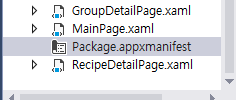 GroupDetailPage.xaml
MainPage.xaml
Package.appxmanifest
RecipeDetailPage.xaml